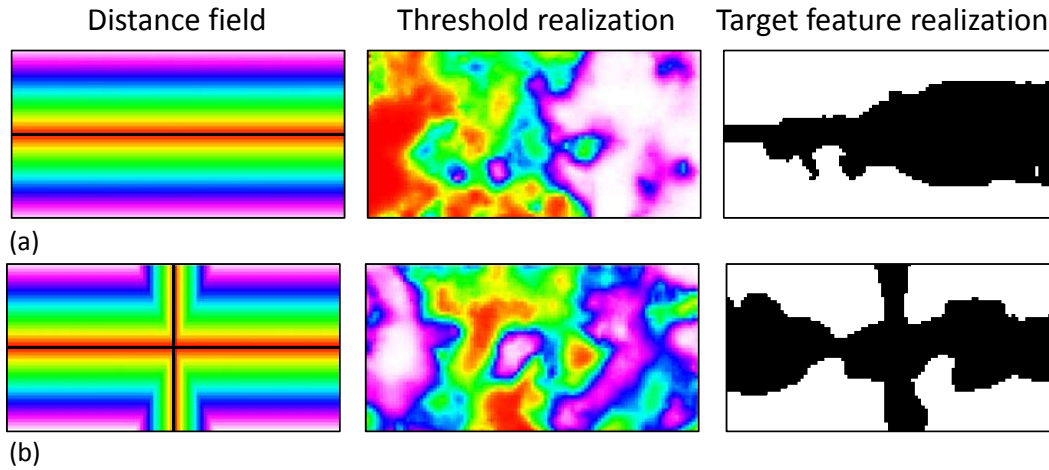 Distance field
Threshold realization
Target feature realization
(a)
(b)